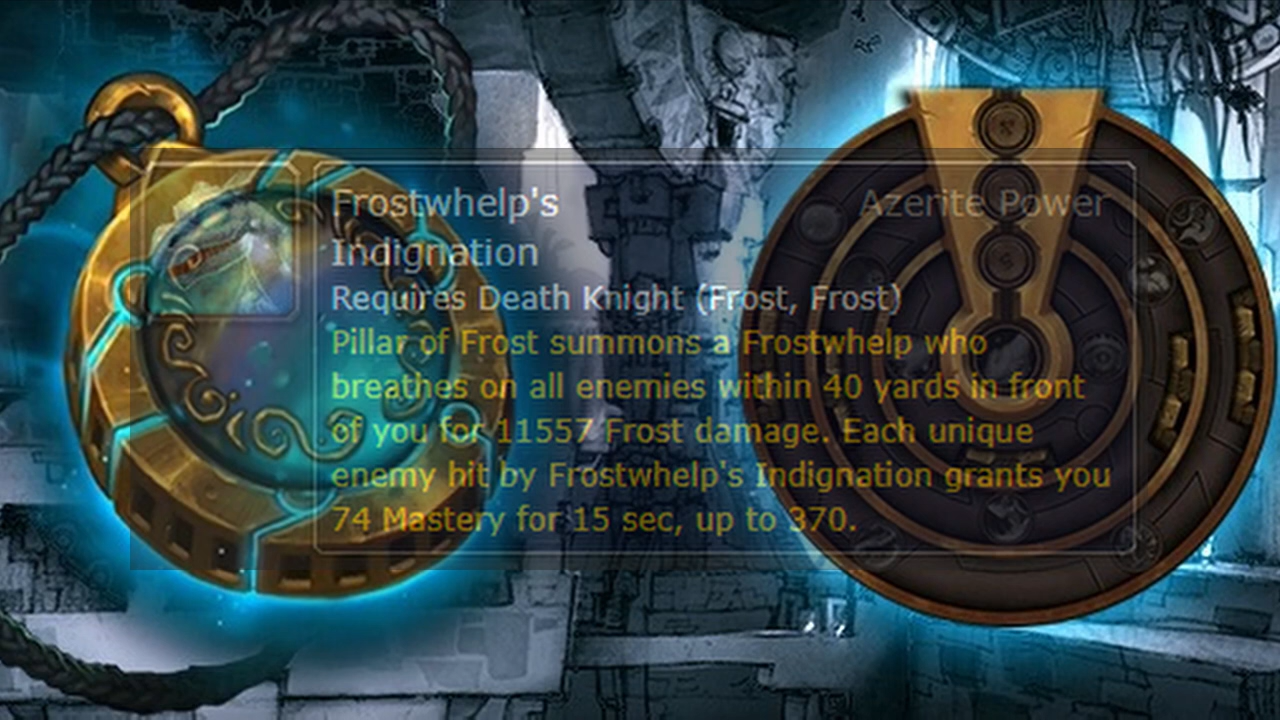 Frostwhelp's Azerite Power
Indignation
Requires Death Knight (Frost, Frost)
Pillar of Frost summons a Frostwhelp who
breathes on all enemies within 40 yards in front
of you for 11557 Frost damage. Each unique
enemy hit by Frostwhelp's Indignation grants you
74 Mastery for 15 sec, up to 370.